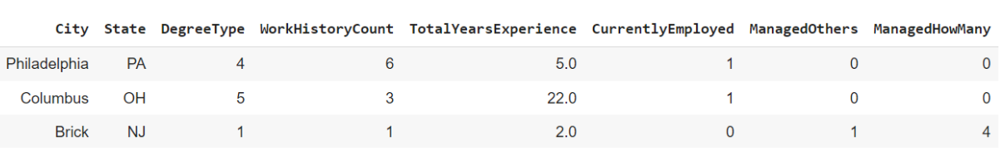 City State DegreeType WorkHistoryCount TotalYearsExperience CurrentlyEmployed ManagedOthers ManagedHowMany
Philadelphia PA 4 6 5.0 1 0 0
Columbus OH 5 3 22.0 1 0 0
Brick NJ 1 1 2.0 0 1 4